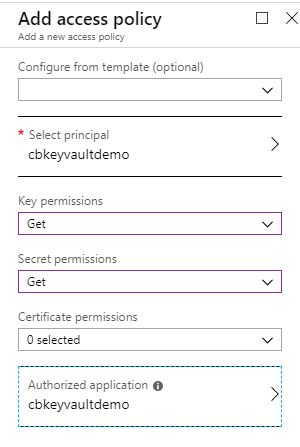 Add access policy
Add a new access policy
Configure from template (optional)
* Select principal
cbkeyvaultdemo
Key permissions
Get
Secret permissions
Get
Certificate permissions
0 selected
Authorized application
cbkeyvaultdemo